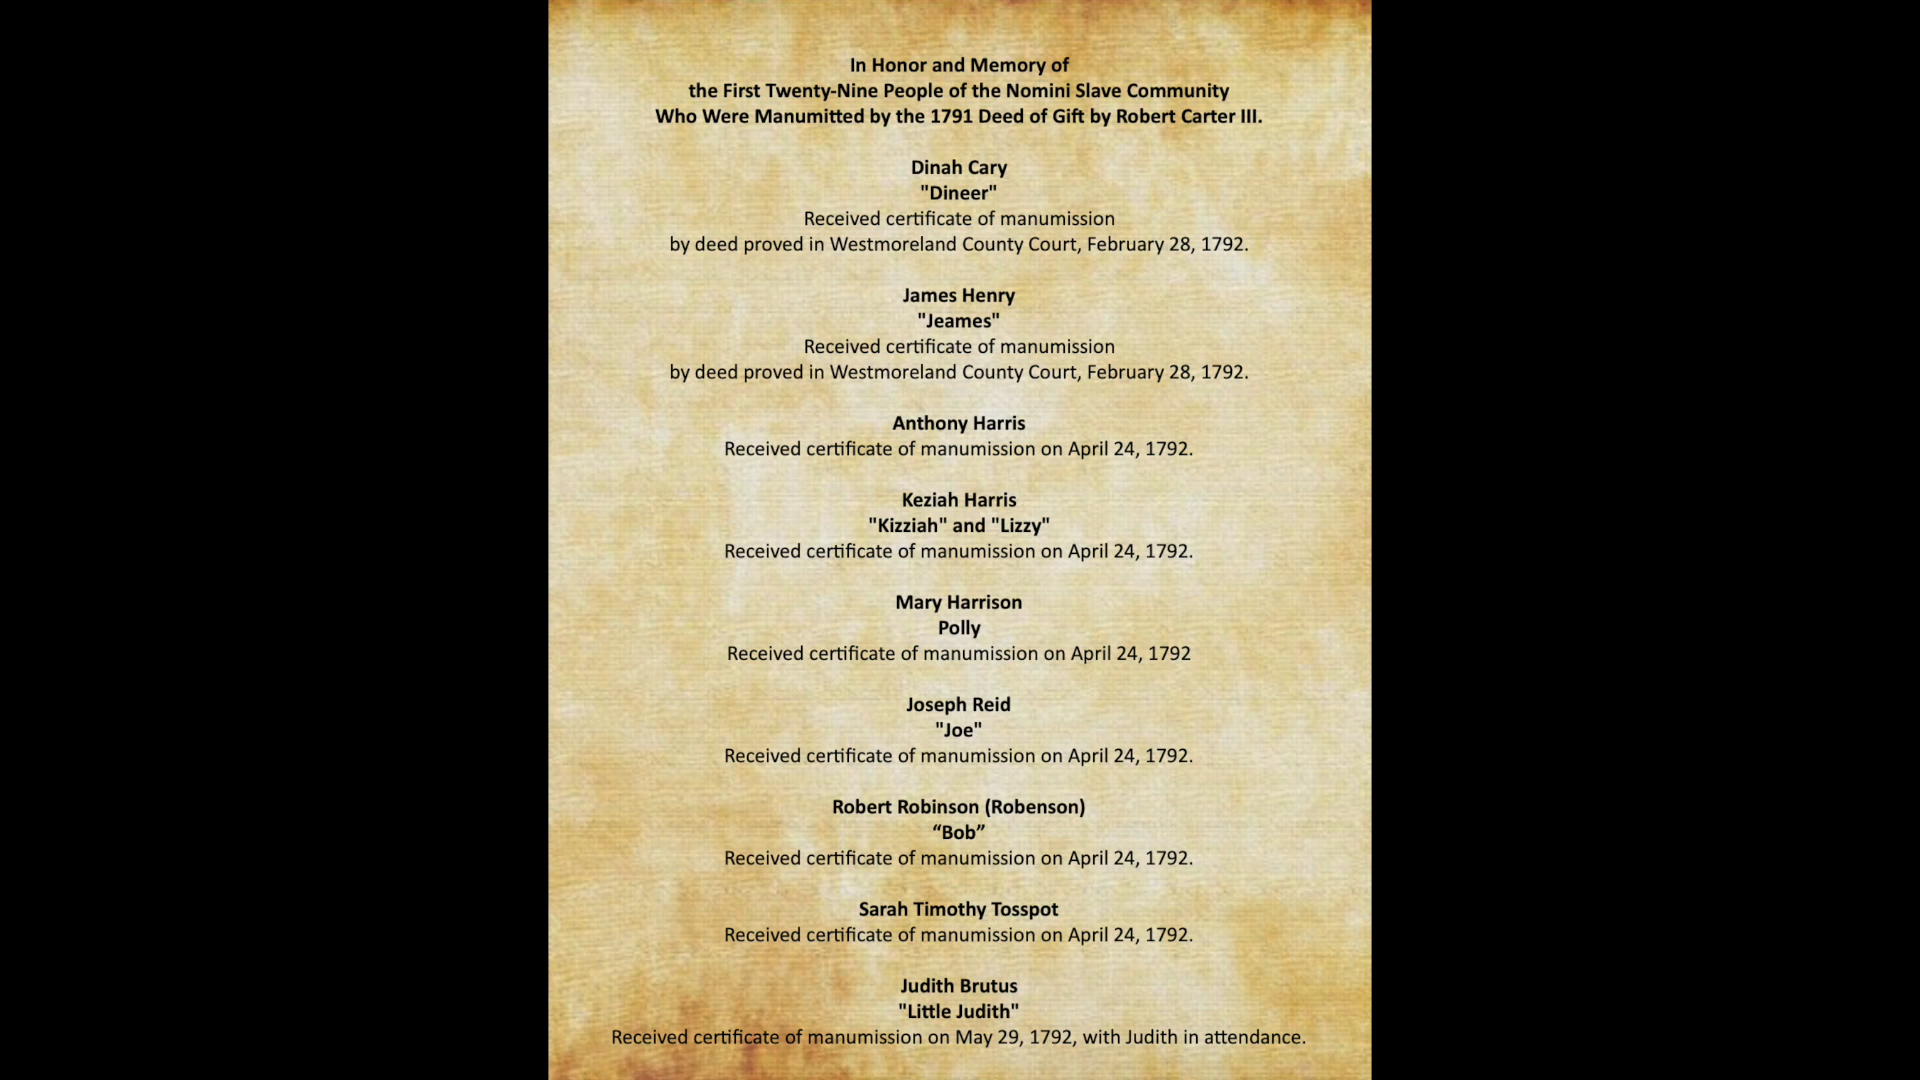 In Honor and Memory of
the First Twenty-Nine People of the Nomini Slave Community
Who Were Manumitted by the 1791 Deed of Gift by Robert Carter III.
Dinah Cary
"Dineer"
Received certificate of manumission
by deed proved in Westmoreland County Court, February 28, 1792.
James Henry
"Jeames"
Received certificate of manumission
by deed proved in Westmoreland County Court, February 28, 1792.
Anthony Harris
Received certificate of manumission on April 24, 1792.
Keziah Harris
"Kizziah" and "Lizzy"
Received certificate of manumission on April 24, 1792.
Mary Harrison
Polly
Received certificate of manumission on April 24, 1792
Joseph Reid
"Joe"
Received certificate of manumission on April 24, 1792.
Robert Robinson (Robenson)
“Bob”
Received certificate of manumission on April 24, 1792.
Sarah Timothy Tosspot
Received certificate of manumission on April 24, 1792.
Judith Brutus
"Little Judith"
Received certificate of manumission on May 29, 1792, with Judith in attendance.